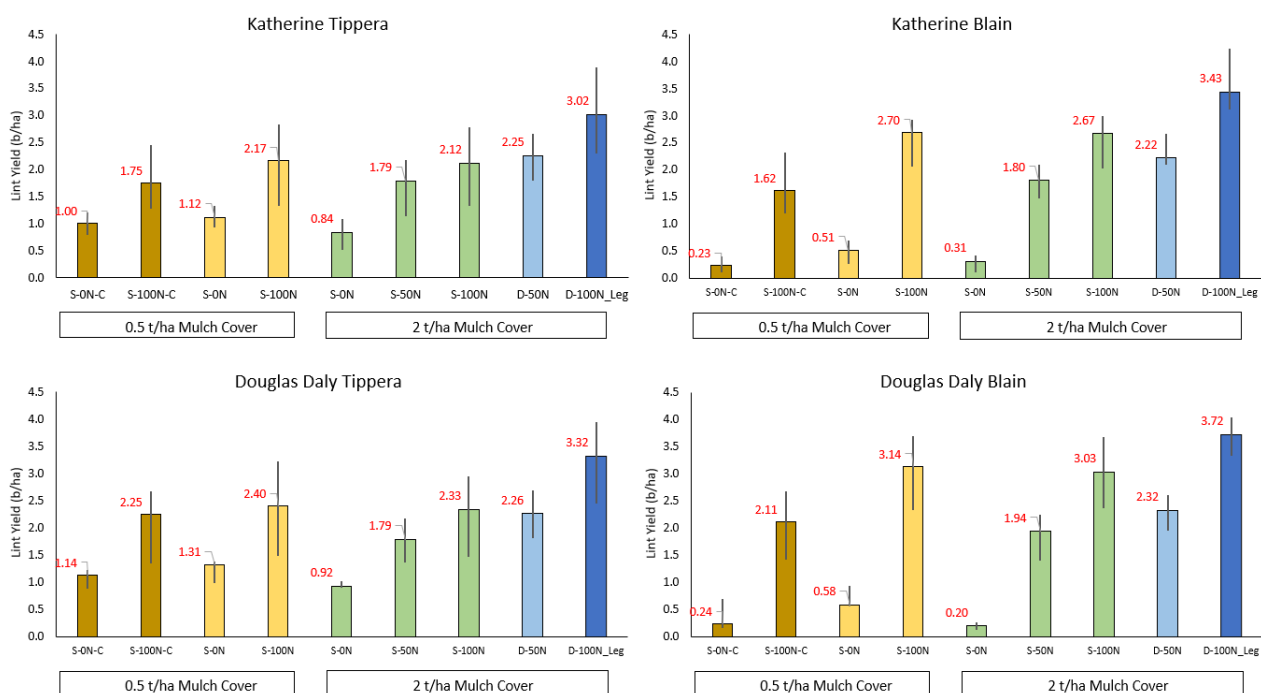 Katherine Tippera
Lint Yield (b/ha)
4.5
4.0
3.5
3.0
2.5
2.0
1.5
1.0
0.5
0.0
1.00
1.75
1.12
2.17
0.84
1.79
2.12
2.25
3.02
S-0N-C
S-100N-C
S-0N
S-100N
S-0N
S-50N
S-100N
D-50N
D-100N_Leg
0.5 t/ha Mulch Cover
2 t/ha Mulch Cover
Katherine Blain
Lint Yield (b/ha)
4.5
4.0
3.5
3.0
2.5
2.0
1.5
1.0
0.5
0.0
0.23
1.62
0.51
2.70
0.31
1.80
2.67
2.22
3.43
S-0N-C
S-100N-C
S-0N
S-100N
S-0N
S-50N
S-100N
D-50N
D-100N_Leg
0.5 t/ha Mulch Cover
2 t/ha Mulch Cover
Douglas Daly Tippera
Lint Yield (b/ha)
4.5
4.0
3.5
3.0
2.5
2.0
1.5
1.0
0.5
0.0
1.14
2.25
1.31
2.40
0.92
1.79
2.33
2.26
3.32
S-0N-C
S-100N-C
S-0N
S-100N
S-0N
S-50N
S-100N
D-50N
D-100N_Leg
0.5 t/ha Mulch Cover
2 t/ha Mulch Cover
Douglas Daly Blain
Lint Yield (b/ha)
4.5
4.0
3.5
3.0
2.5
2.0
1.5
1.0
0.5
0.0
0.24
2.11
0.58
3.14
0.20
1.94
3.03
2.32
3.72
S-0N-C
S-100N-C
S-0N
S-100N
S-0N
S-50N
S-100N
D-50N
D-100N_Leg
0.5 t/ha Mulch Cover
2 t/ha Mulch Cover